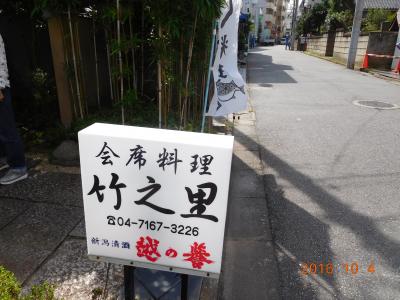 会席料理
竹之里
☎04-7167-3226
新潟清酒 越の誉
2010.10.4